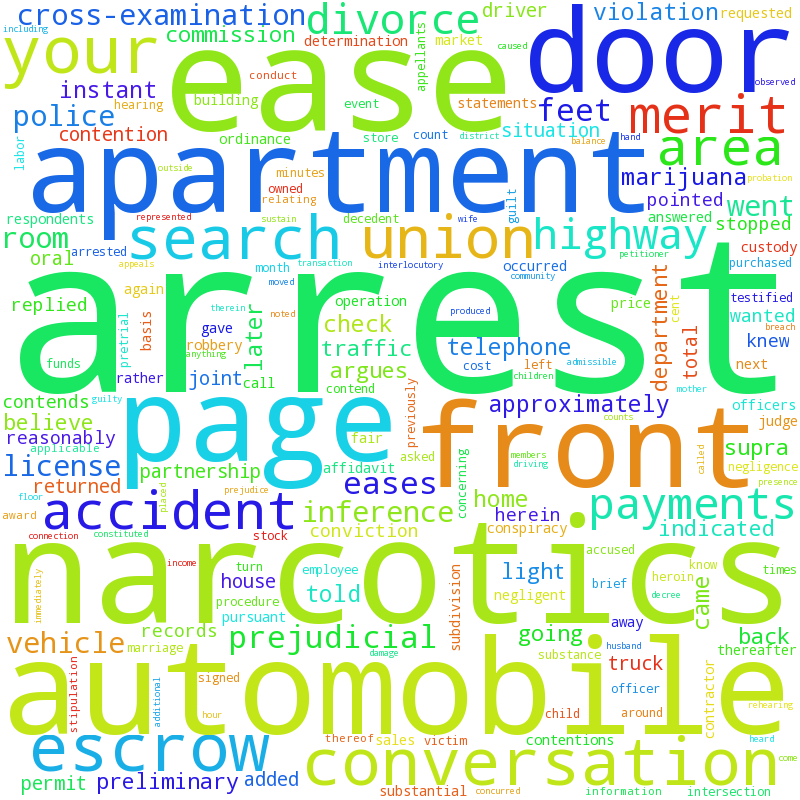 including
cross-examination
divorce
driver
violation
requested
your
commission
determination
market
appellants
caused
ease
door
instant
conduct
observed
police
hearing
building
event
statements
feet
merit
contention
ordinance
store
count
district
situation
balance
hand
labor
apartment
minutes
area
outside
owned
relating
guilt
marijuana
probation
respondents
represented
sustain
decedent
wife
pointed
answered
went
stopped
room
search
union
highway
oral
arrested
appeals
month
transaction
interlocutory
occurred
petitioner
custody
purchased
community
moved
again
replied
therein
noted
operation
produced
price
cent
testified
wanted
breach
arrest
pretrial
basis
gave
later
check
department
total
robbery
anything
traffic
telephone
knew
funds
rather
joint
call
argues
contend
cost
left
admissible
next
children
mother
page
front
approximately
contends
guilty
previously
officers
believe
fair
counts
judge
reasonably
applicable
asked
members
driving
called
supra
negligence
license
partnership
affidavit
concerning
presence
returned
floor
placed
prejudice
eases
home
payments
accident
award
inference
herein
indicated
connection
constituted
stock
conviction
conspiracy
narcotics
income
turn
accused
know
times
house
employee
light
brief
heroin
came
immediately
procedure
told
negligent
decree
pursuant
subdivision
away
records
prejudicial
going
back
vehicle
marriage
damage
substance
husband
thereafter
truck
automobile
stipulation
additional
signed
officer
contractor
hour
child
around
rehearing
escrow
thereof
sales
victim
contentions
heard
conversation
come
permit
preliminary
added
substantial
concurred
information
intersection